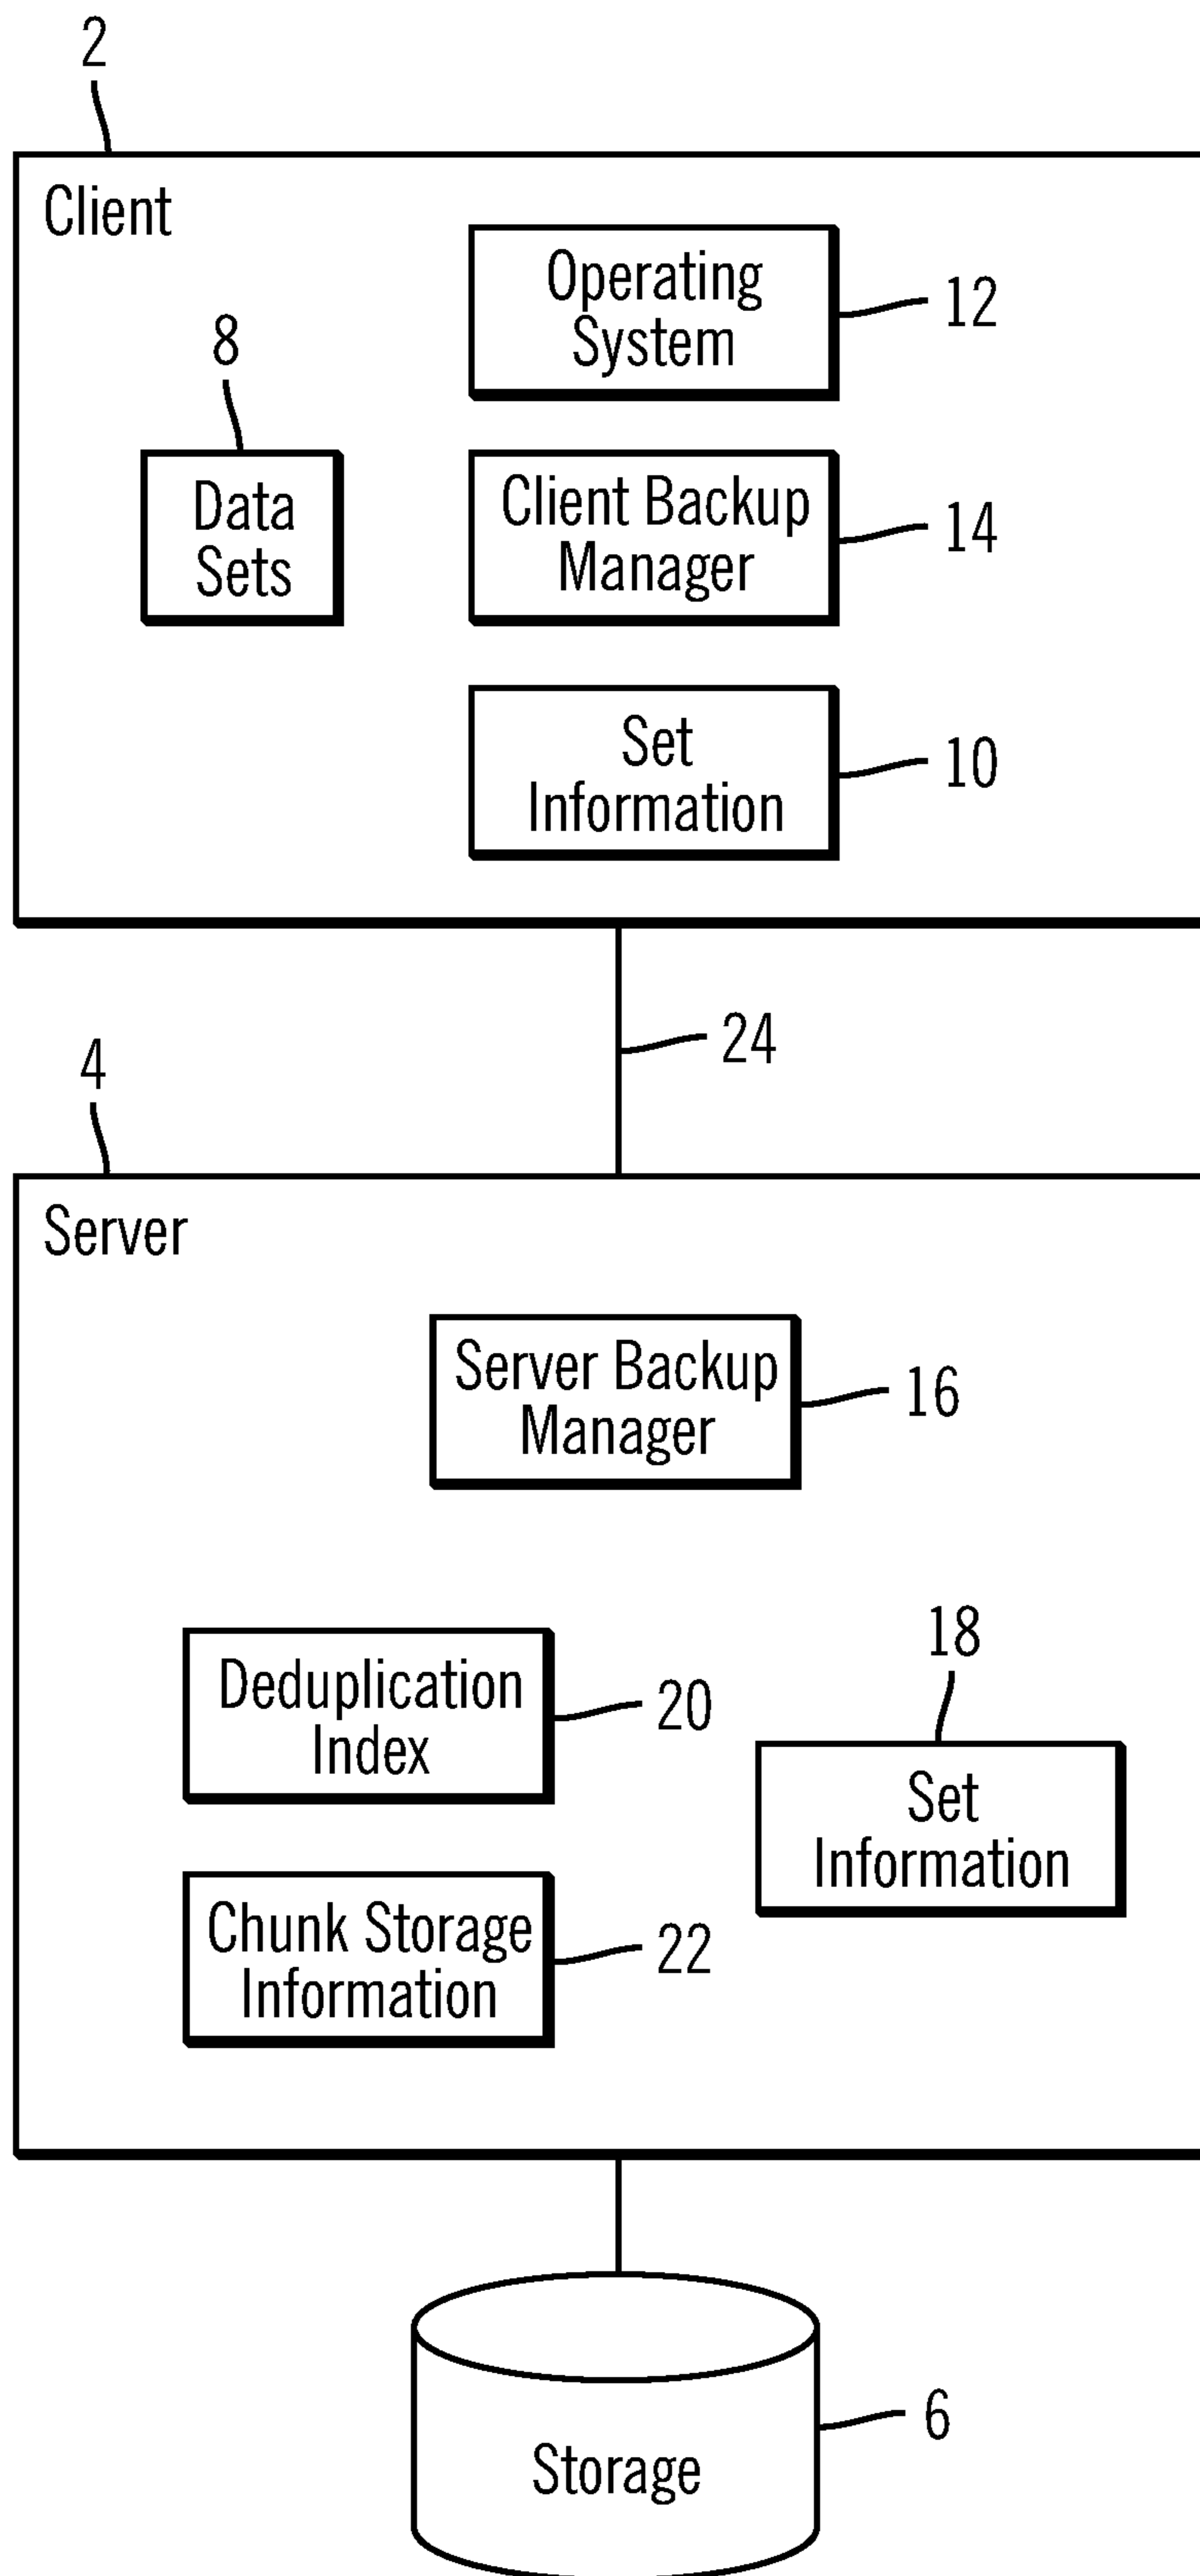 2
Client
Operating
System
12
8
Data
Sets
Client Backup
Manager
14
Set
Information
10
24
4
Server
Server Backup
Manager
16
Deduplication
Index
20
18
Set
Information
Chunk Storage
Information
22
Storage
6